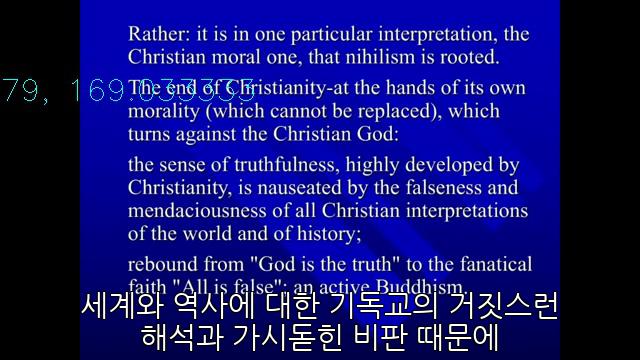 Rather: it is in one particular interpretation, the
Christian moral one, that nihilism is rooted.
79, 169.033333
The end of Christianity-at the hands of its own
morality (which cannot be replaced), which
turns against the Christian God:
the sense of truthfulness, highly developed by
Christianity, is nauseated by the falseness and
mendaciousness of all Christian interpretations
of the world and of history;
rebound from "God is the truth" to the fanatical
faith "All is false"; an active Buddhism.
세계와 역사에 대한 기독교의 거짓스런
해석과 가시돋힌 비판 때문에